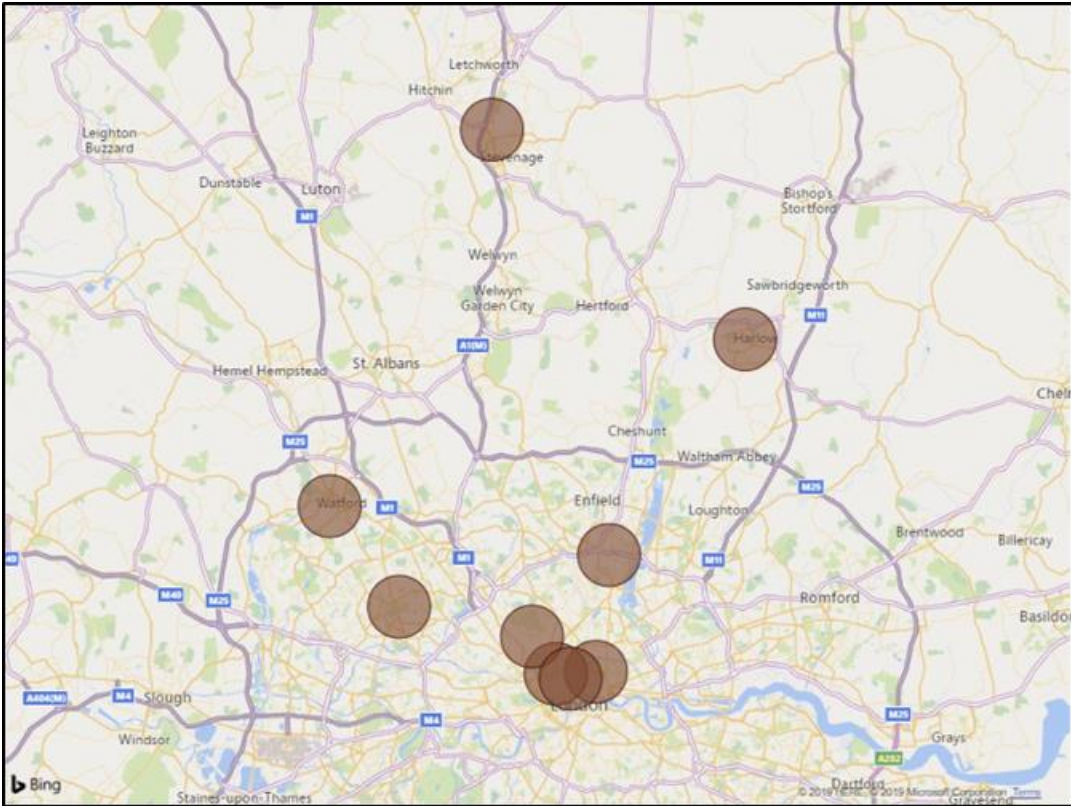 Letchworth
Hitchin
Leighton
Buzzard
Stevenage
Dunstable
Luton
Bishop's
Stortford
M1
Welwyn
Sawbridgeworth
Welwyn
Garden City
Hertford
M11
Harlow
A1(M)
St. Albans
Hemel Hempstead
Chelm
Cheshunt
M25
Waltham Abbey
M25
M25
Enfield
Watford
M1
Loughton
Brentwood
Billericay
40
M1
M11
M40
M25
Romford
Basildon
A404(M)
M4
Slough
London
M4
M25
Windsor
Grays
A282
Bing
Dartford
© 2019 HERE, © 2019 Microsoft Corporation Terms
Staines-upon-Thames
Gravesend